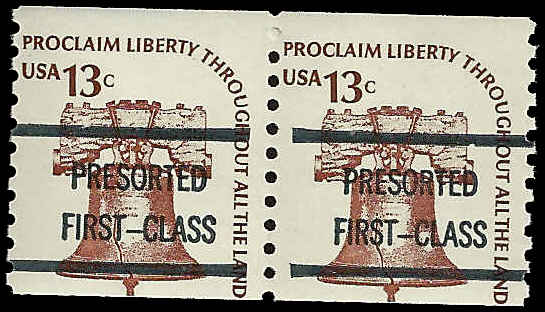 PROCLAIM LIBERTY THROUGHOUT ALL THE LAND
USA 13c
PRESORTED
FIRST-CLASS
PROCLAIM LIBERTY THROUGHOUT ALL THE LAND
USA 13c
PRESORTED
FIRST-CLASS